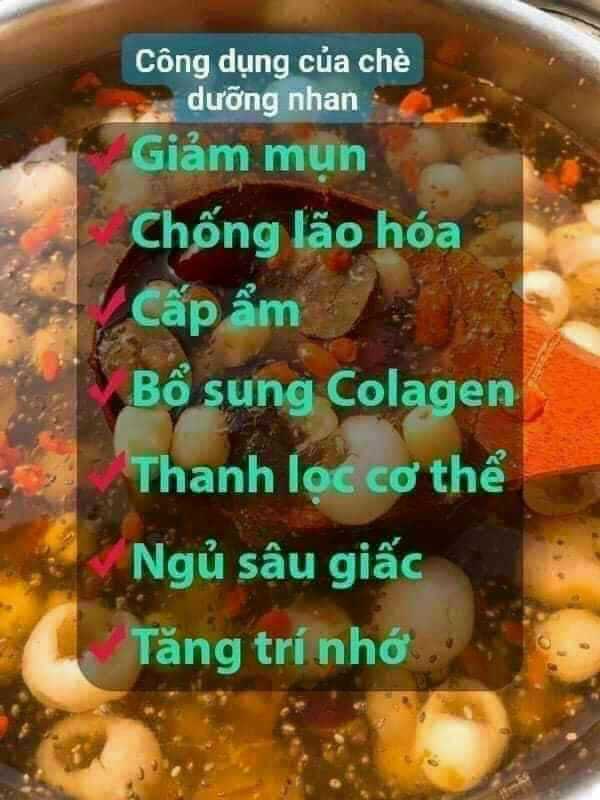 Công dụng của chè
dưỡng nhan
Giảm mụn
Chống lão hóa
Cấp ẩm
Bổ sung Colagen
Thanh lọc cơ thể
Ngủ sâu giấc
Tăng trí nhớ